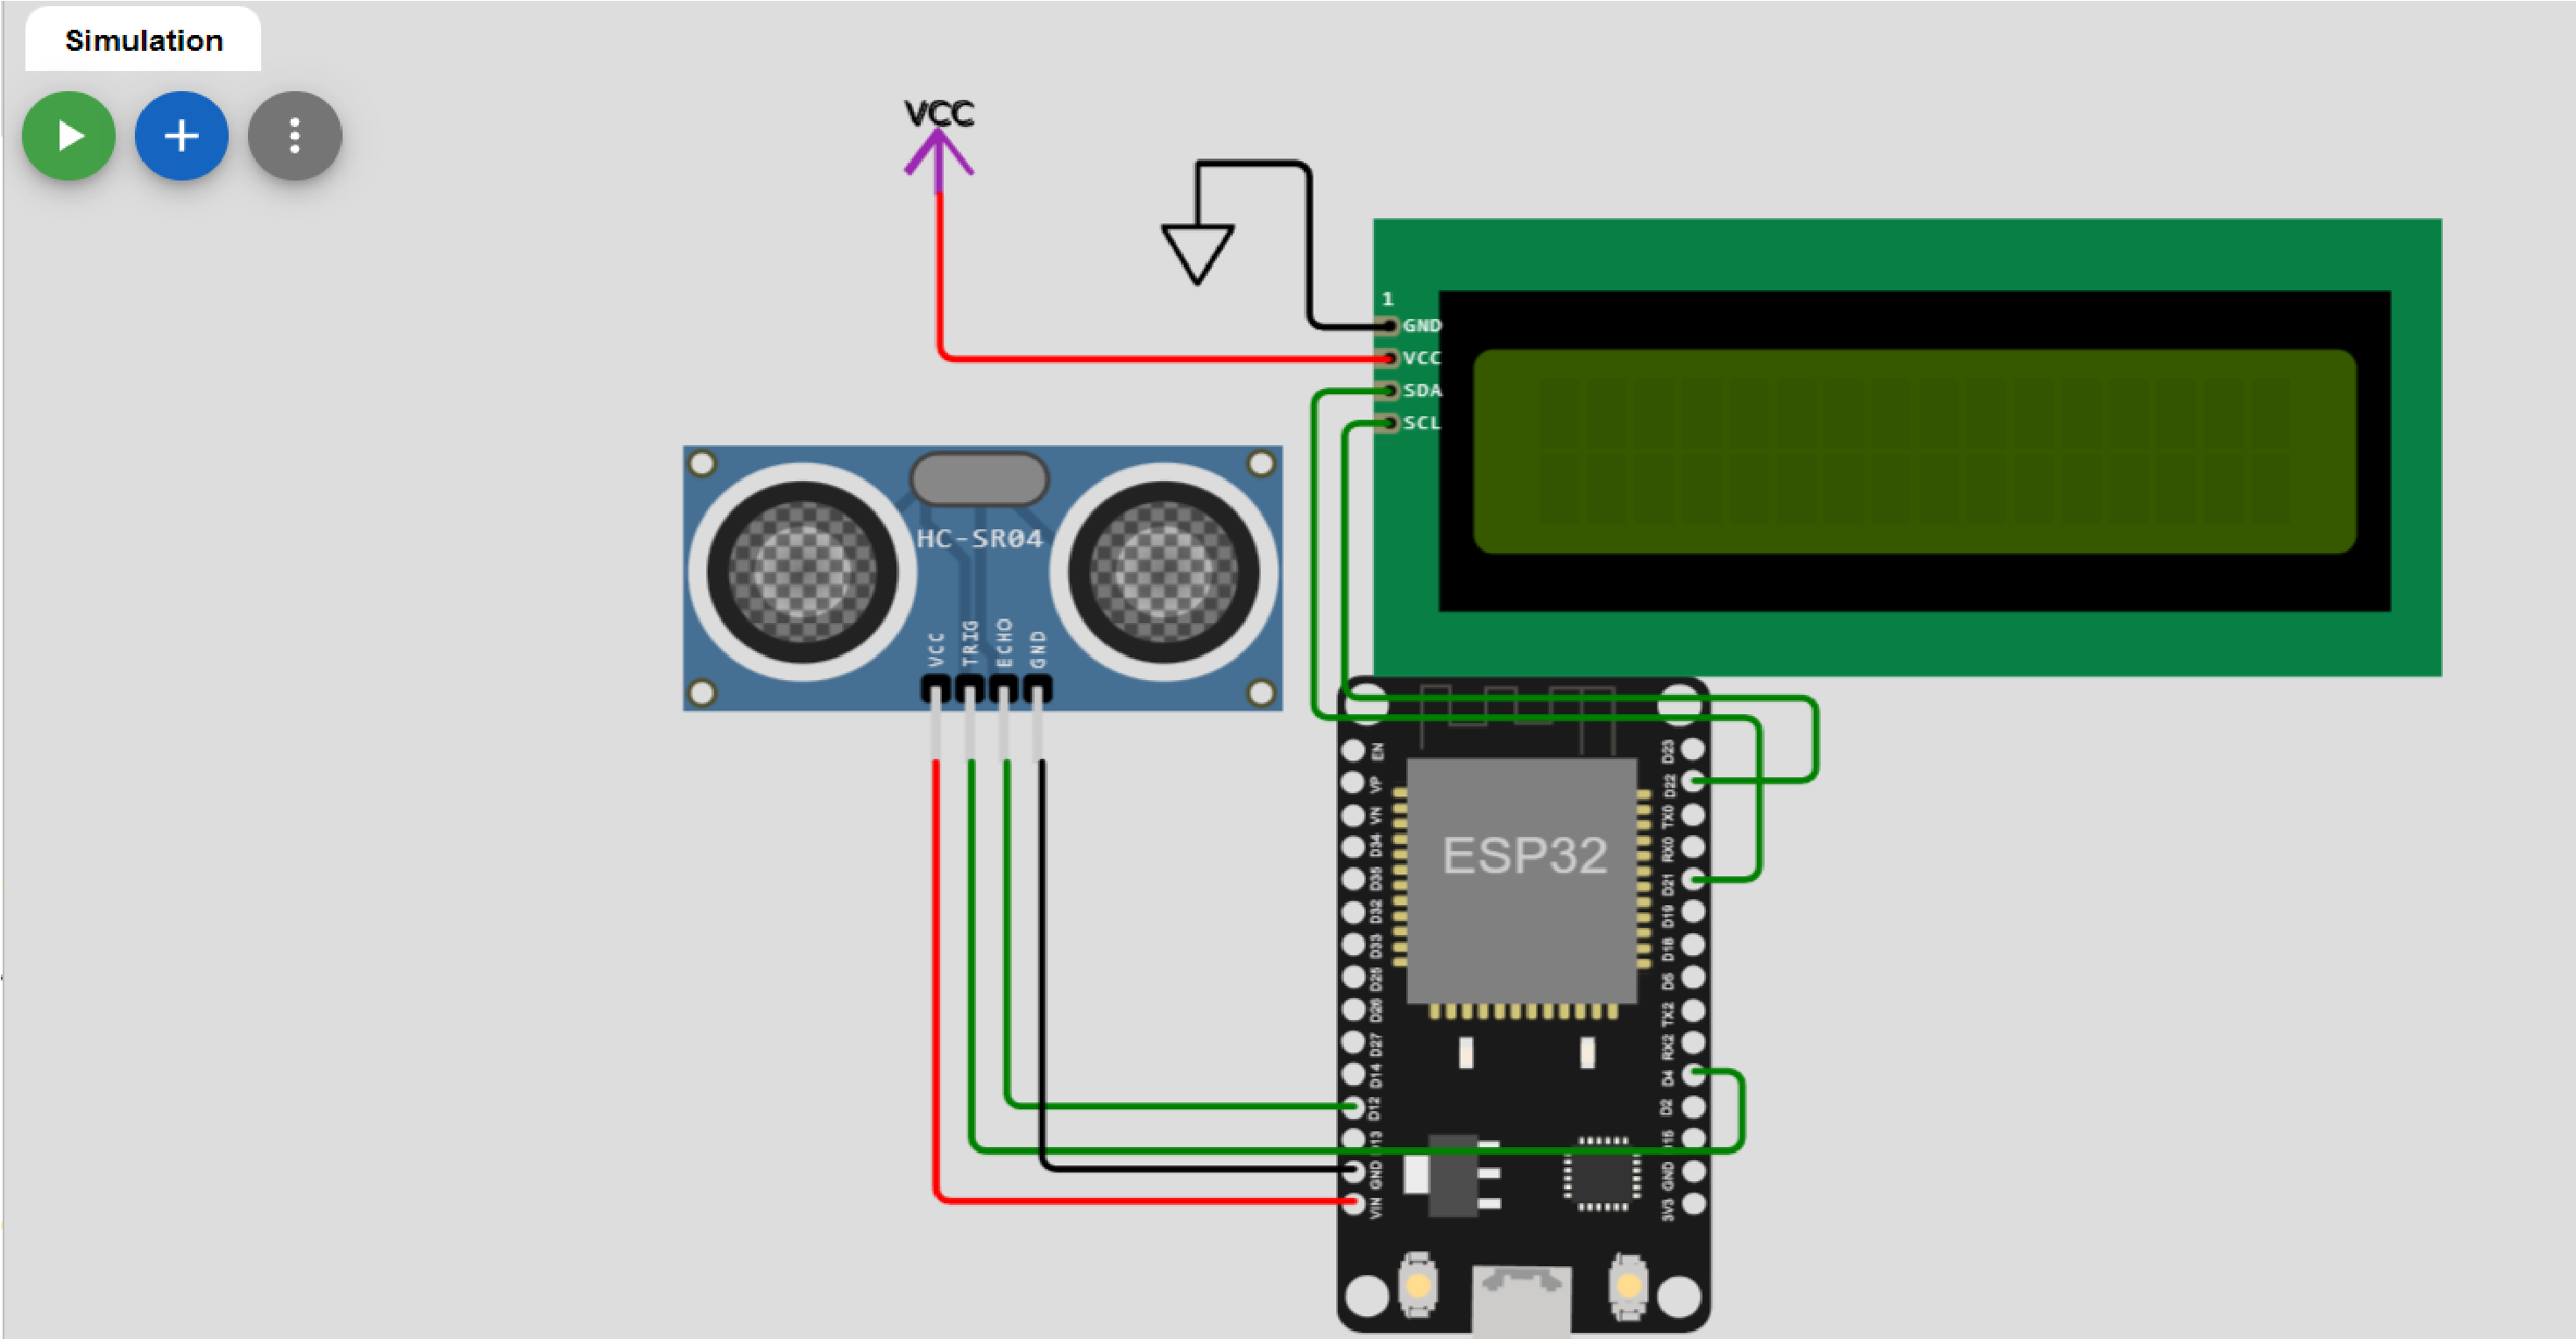 Simulation
VCC
1
GND
VCC
SDA
SCL
HC-SR04
VCC
TRIG
ECHO
GND
ESP32
EN
VP
VN
D34
D35
D32
D33
D25
D26
D27
D14
D12
GND
VIN
D23
D22
TX0
RX0
D21
D19
D18
D5
TX2
RX2
D4
D2
GND
3V3